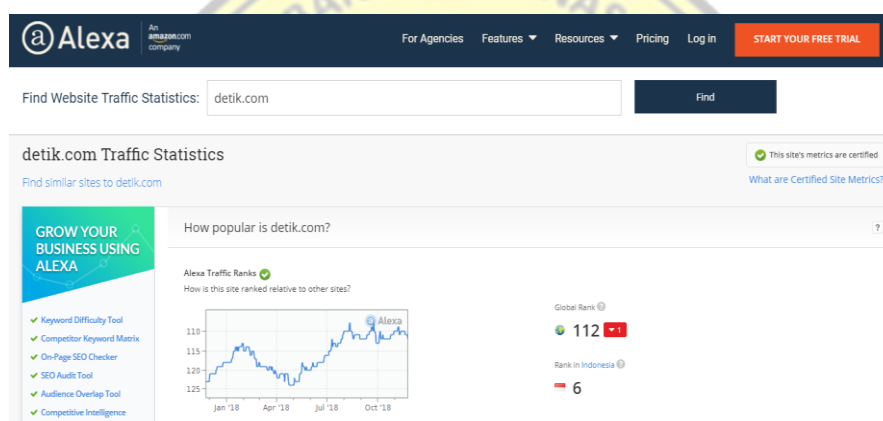 Alexa An amazon.com company For Agencies Features Resources Pricing Log in START YOUR FREE TRIAL
Find Website Traffic Statistics: detik.com Find
detik.com Traffic Statistics
This site's metrics are certified
Find similar sites to detik.com
What are Certified Site Metrics?
GROW YOUR
BUSINESS USING
ALEXA
Keyword Difficulty Tool
Competitor Keyword Matrix
On-Page SEO Checker
SEO Audit Tool
Audience Overlap Tool
Competitive Intelligence
How popular is detik.com? ?
Alexa Traffic Ranks
How is this site ranked relative to other sites?
Alexa
110
115
120
125
Jan '18 Apr '18 Jul '18 Oct '18
Global Rank
112 1
Rank in Indonesia
6